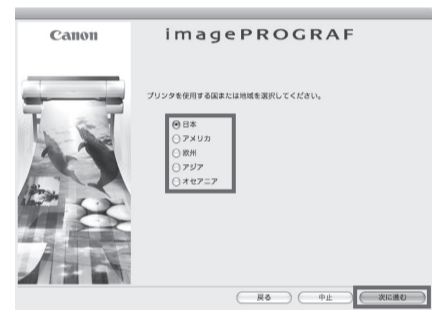 Canon
imagePROGRAF
プリンタを使用する国または地域を選択してください。
日本
アメリカ
欧州
アジア
オセアニア
戻る
中止
次に進む